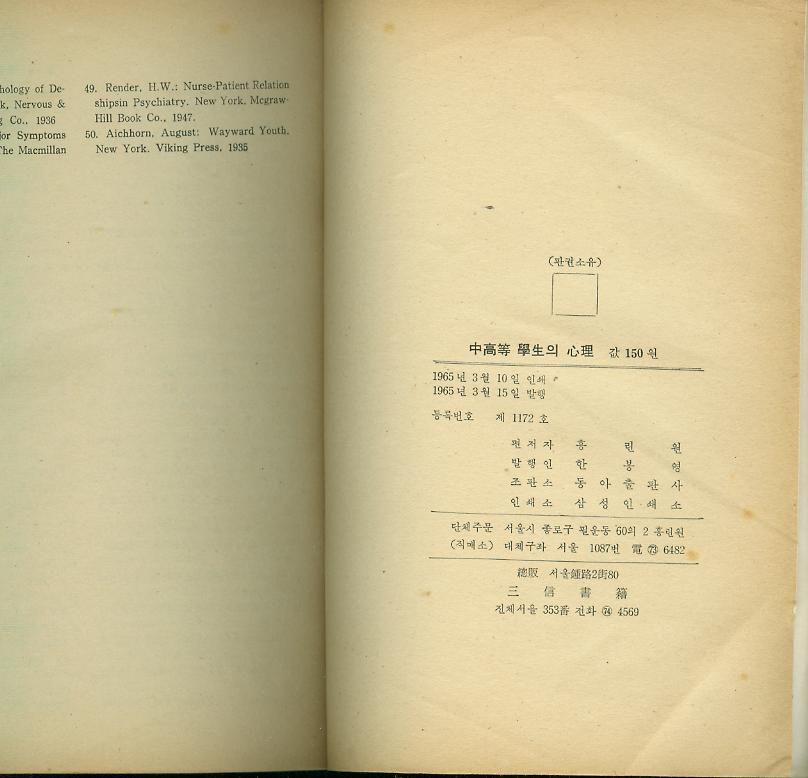 hology of De-
k, Nervous &
g Co., 1936
jor Symptoms
The Macmillan
49. Render, H.W.: Nurse-Patient Relation
shipsin Psychiatry. New York. Mcgraw-
Hill Book Co., 1947.
50. Aichhorn, August: Wayward Youth.
New York. Viking Press, 1935
(판권소유)
中高等 學生의 心理 값 150 원
1965년 3월 10일 인쇄
1965년 3월 15일 발행
등록번호 제 1172 호
편저자 홍린원
발행인 한봉영
조판소 동아출판사
인쇄소 삼성인쇄소
단체주문 서울시 종로구 필운동 60의 2 홍린원
(직매소) 대체구좌 서울 1087번 電 ㉓ 6482
總販 서울鍾路2街80
三信書籍
진체서울 353番 전화 ㉔ 4569